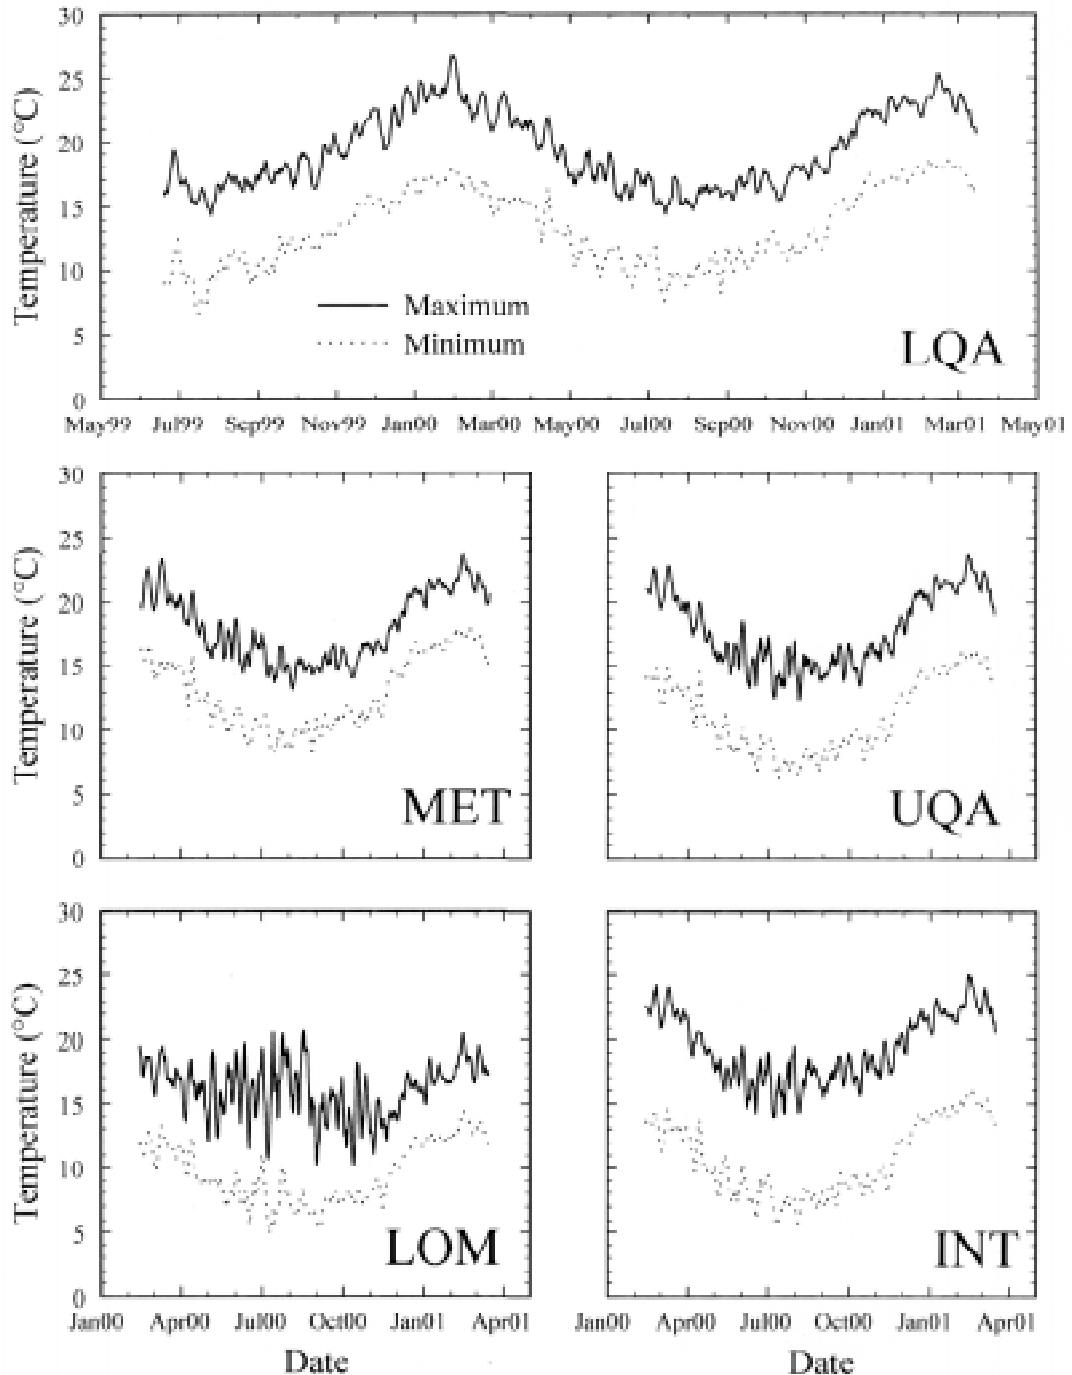 30
25
20
15
10
5
0
Temperature (°C)
Maximum
Minimum
LQA
May99 Jul99 Sep99 Nov99 Jan00 Mar00 May00 Jul00 Sep00 Nov00 Jan01 Mar01 May01
30
25
20
15
10
5
0
Temperature (°C)
MET
UQA
30
25
20
15
10
5
0
Temperature (°C)
LOM
INT
Jan00 Apr00 Jul00 Oct00 Jan01 Apr01
Jan00 Apr00 Jul00 Oct00 Jan01 Apr01
Date
Date